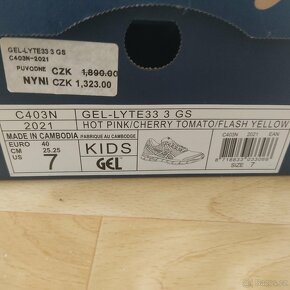 GEL-LYTE33 3 GS
C403N-2021
PUVODNE CZK 1,890.00
NYNI CZK 1,323.00
C403N GEL-LYTE33 3 GS
2021 HOT PINK/CHERRY TOMATO/FLASH YELLOW
MADE IN CAMBODIA FABRIQUE AU CAMBODGE
EURO 40
CM 25.25
US 7
KIDS
GEL
C403N 2021 EAN
SIZE 7